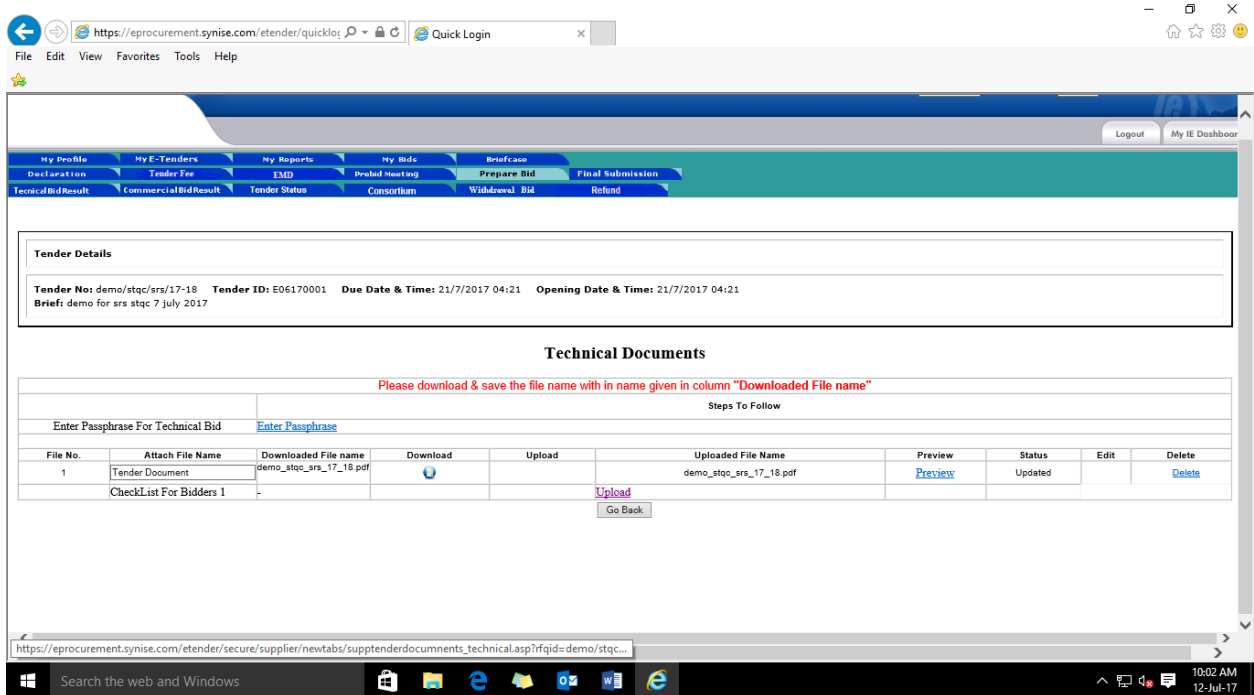 https://eprocurement.synise.com/etender/quicklog
Quick Login
File Edit View Favorites Tools Help
Logout My IE Dashboar
My Profile My E-Tenders My Reports My Bids Briefcase
Declaration Tender Fee EMD Prebid Meeting Prepare Bid Final Submission
Tecnical Bid Result Commercial Bid Result Tender Status Consortium Withdrawal Bid Refund
Tender Details
Tender No: demo/stqc/srs/17-18 Tender ID: E06170001 Due Date & Time: 21/7/2017 04:21 Opening Date & Time: 21/7/2017 04:21
Brief: demo for srs stqc 7 july 2017
Technical Documents
Please download & save the file name with in name given in column "Downloaded File name"
Steps To Follow
Enter Passphrase For Technical Bid Enter Passphrase
File No. Attach File Name Downloaded File name Download Upload Uploaded File Name Preview Status Edit Delete
1 Tender Document demo_stqc_srs_17_18.pdf demo_stqc_srs_17_18.pdf Preview Updated Delete
CheckList For Bidders 1 - Upload
Go Back
https://eprocurement.synise.com/etender/secure/supplier/newtabs/supptenderdocumnents_technical.asp?rfqid=demo/stqc...
Search the web and Windows
10:02 AM
12-Jul-17